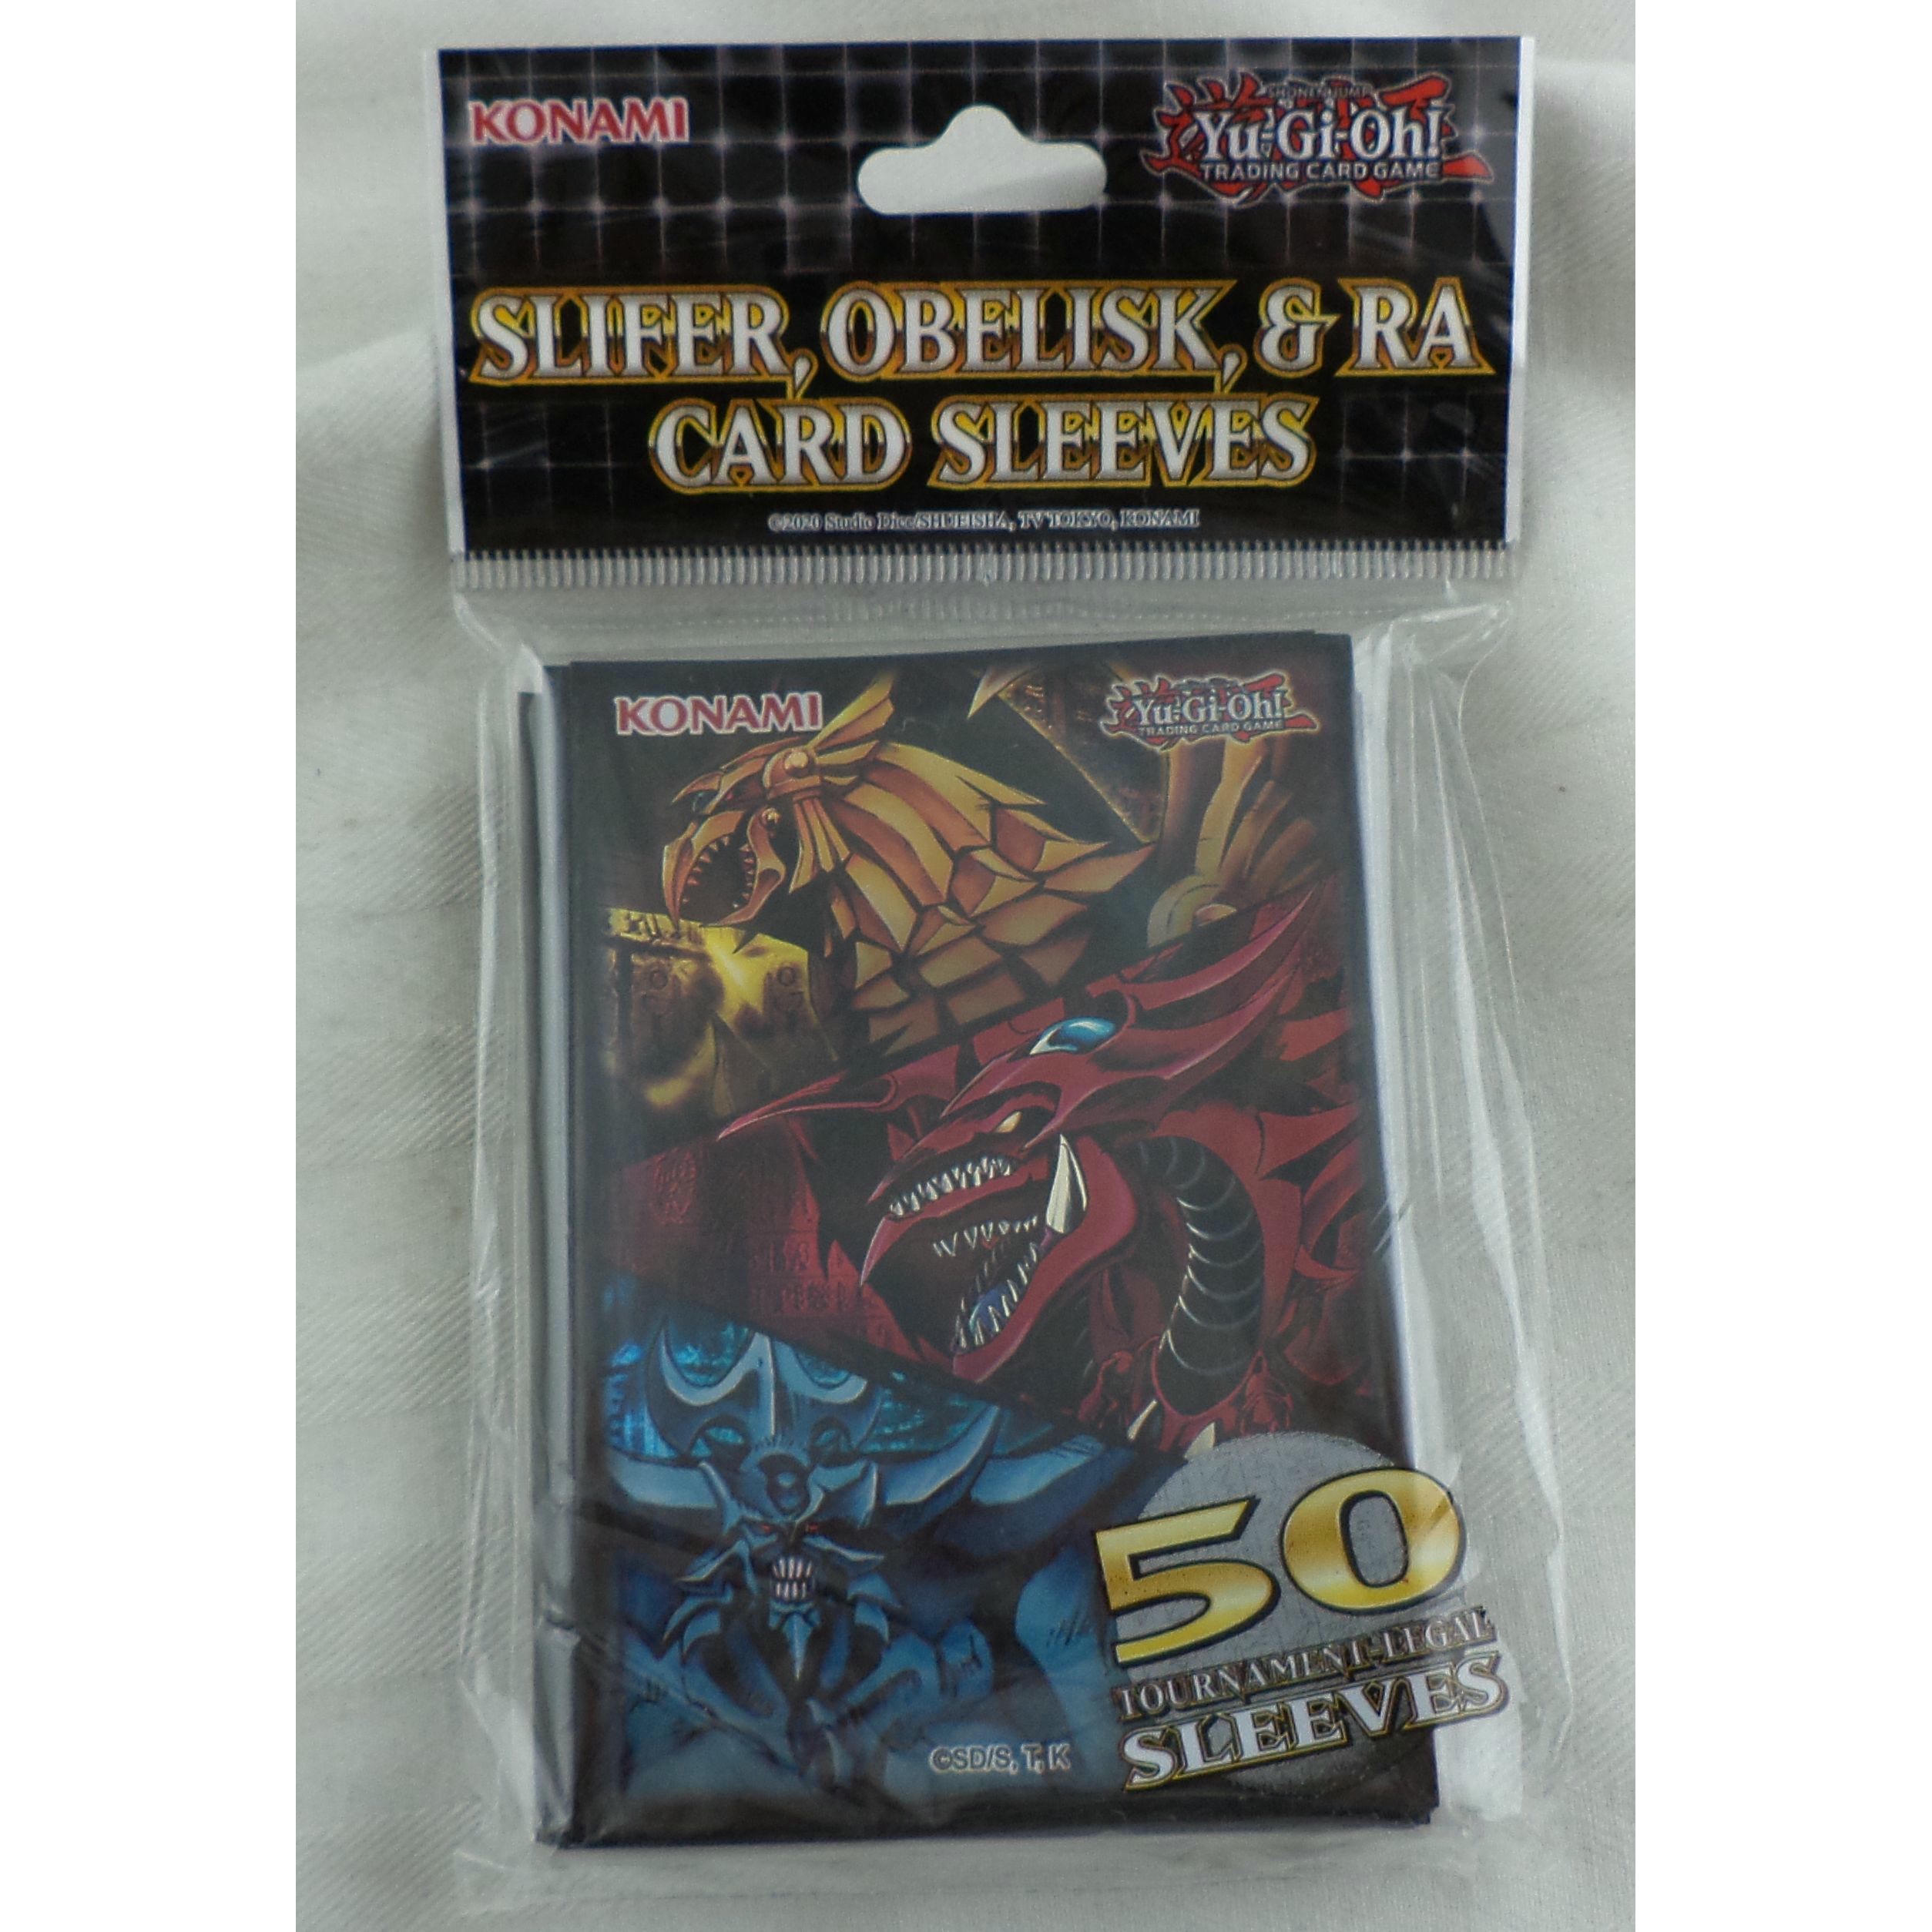 KONAMI
SHONEN JUMP
Yu-Gi-Oh!
TRADING CARD GAME
SLIFER, OBELISK, & RA
CARD SLEEVES
©2020 Studio Dice/SHUEISHA, TV TOKYO, KONAMI
KONAMI
Yu-Gi-Oh!
TRADING CARD GAME
50
TOURNAMENT-LEGAL
SLEEVES
©SD/S, T, K